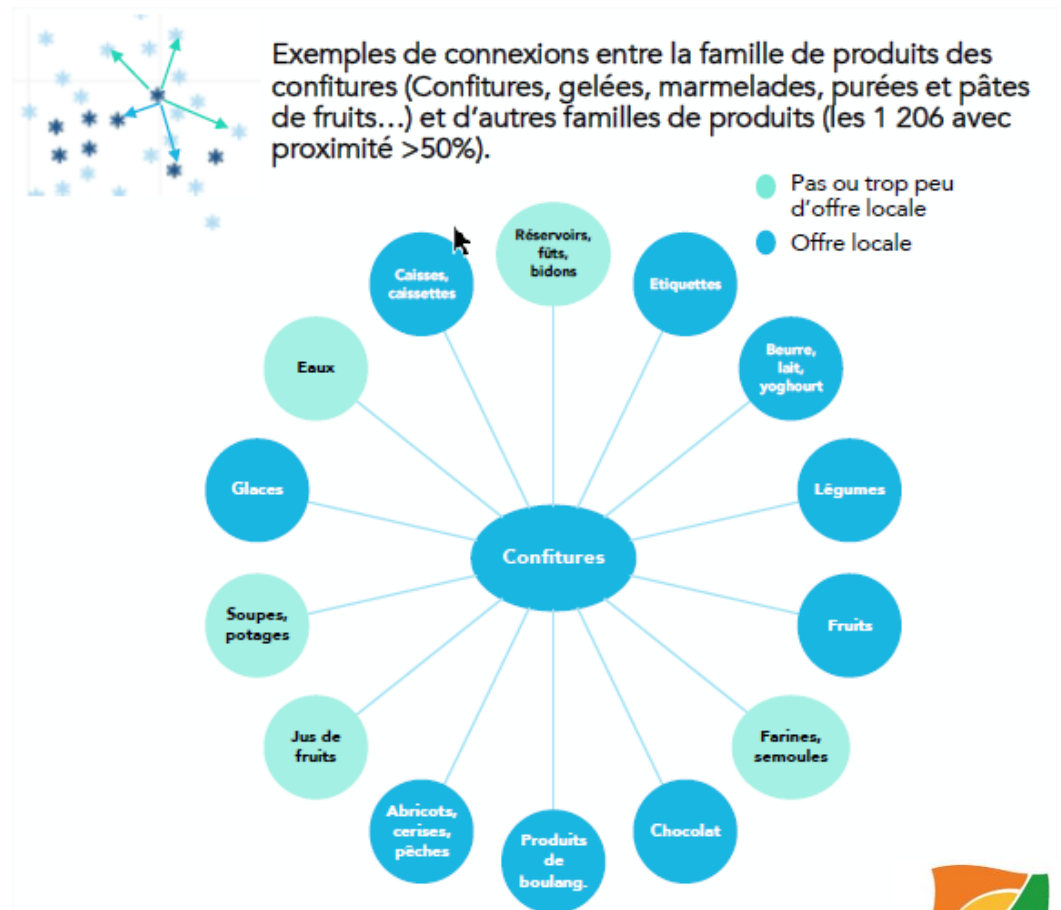 Exemples de connexions entre la famille de produits des
confitures (Confitures, gelées, marmelades, purées et pâtes
de fruits...) et d'autres familles de produits (les 1 206 avec
proximité >50%).
Pas ou trop peu
d'offre locale
Offre locale
Réservoirs,
fûts,
bidons
Caisses,
caissettes
Etiquettes
Eaux
Beurre,
lait,
yoghourt
Glaces
Légumes
Confitures
Soupes,
potages
Fruits
Jus de
fruits
Farines,
semoules
Abricots,
cerises,
pêches
Produits
de
boulang.
Chocolat